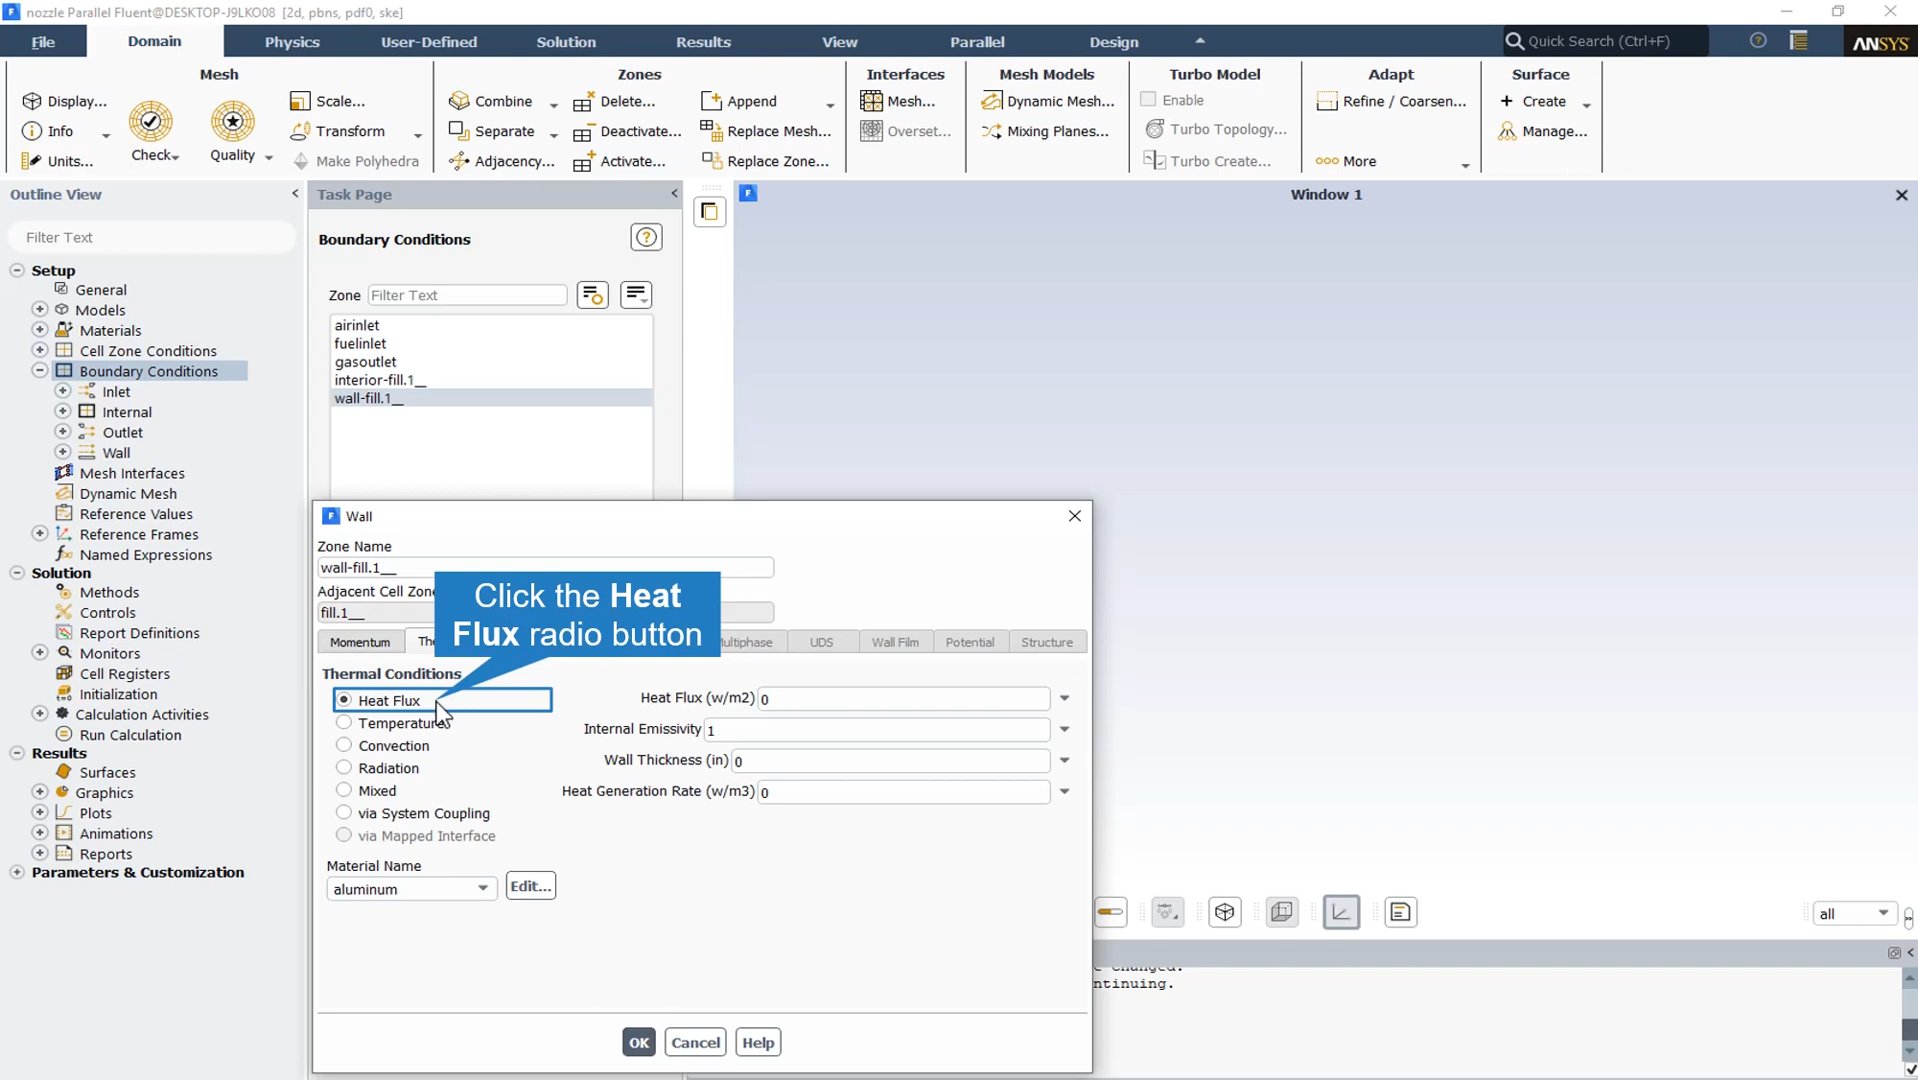 nozzle Parallel Fluent@DESKTOP-J9LKO08 [2d, pbns, pdf0, ske]
File
Domain
Physics
User-Defined
Solution
Results
View
Parallel
Design
Quick Search (Ctrl+F)
ANSYS
Mesh
Display...
Info
Units...
Check
Quality
Scale...
Transform
Make Polyhedra
Zones
Combine
Separate
Adjacency...
Delete...
Deactivate...
Activate...
Append
Replace Mesh...
Replace Zone...
Interfaces
Mesh...
Overset...
Mesh Models
Dynamic Mesh...
Mixing Planes...
Turbo Model
Enable
Turbo Topology...
Turbo Create...
Adapt
Refine / Coarsen...
More
Surface
Create
Manage...
Outline View
Filter Text
Setup
General
Models
Materials
Cell Zone Conditions
Boundary Conditions
Inlet
Internal
Outlet
Wall
Mesh Interfaces
Dynamic Mesh
Reference Values
Reference Frames
Named Expressions
Solution
Methods
Controls
Report Definitions
Monitors
Cell Registers
Initialization
Calculation Activities
Run Calculation
Results
Surfaces
Graphics
Plots
Animations
Reports
Parameters & Customization
Task Page
Boundary Conditions
Zone Filter Text
airinlet
fuelinlet
gasoutlet
interior-fill.1__
wall-fill.1__
Window 1
Wall
Zone Name
wall-fill.1__
Adjacent Cell Zone
fill.1__
Click the Heat
Flux radio button
Momentum
UDS
Wall Film
Potential
Structure
Thermal Conditions
Heat Flux
Temperature
Convection
Radiation
Mixed
via System Coupling
via Mapped Interface
Heat Flux (w/m2) 0
Internal Emissivity 1
Wall Thickness (in) 0
Heat Generation Rate (w/m3) 0
Material Name
aluminum
Edit...
OK
Cancel
Help
all
ntinuing.